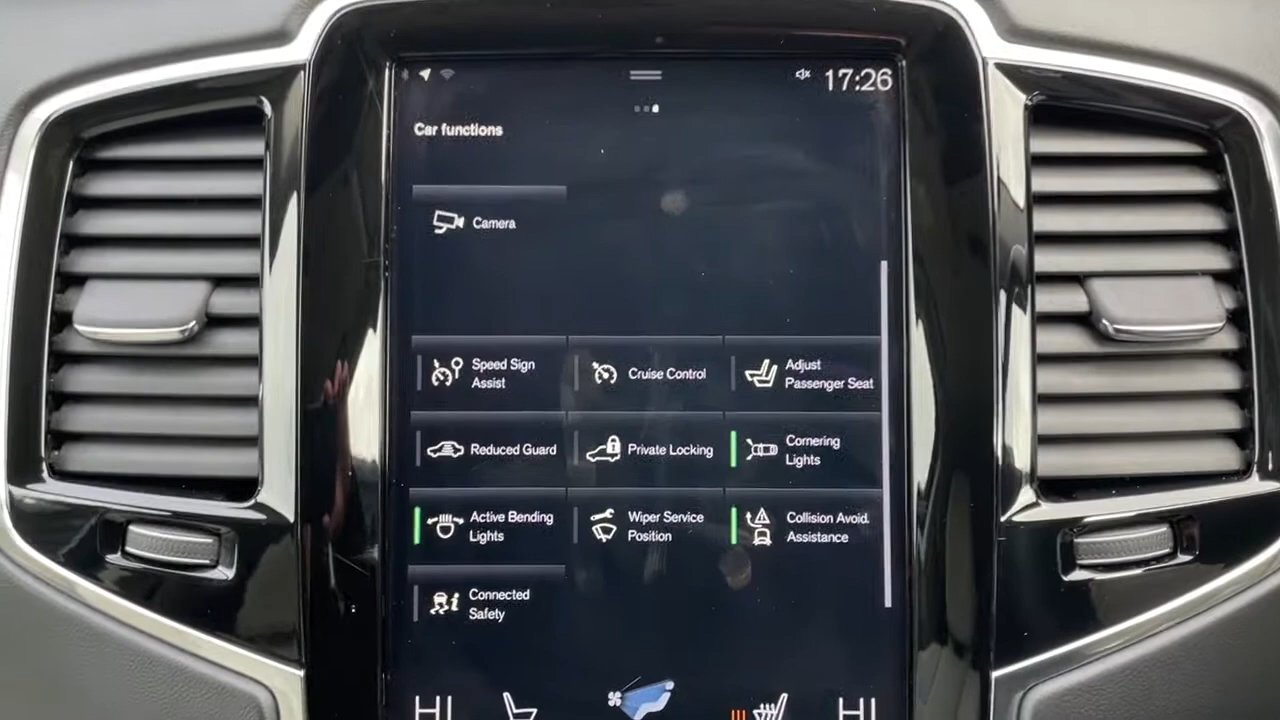 17:26
Car functions
Camera
Speed Sign
Assist
Cruise Control
Adjust
Passenger Seat
Reduced Guard
Private Locking
Cornering
Lights
Active Bending
Lights
Wiper Service
Position
Collision Avoid.
Assistance
Connected
Safety
HI
HI